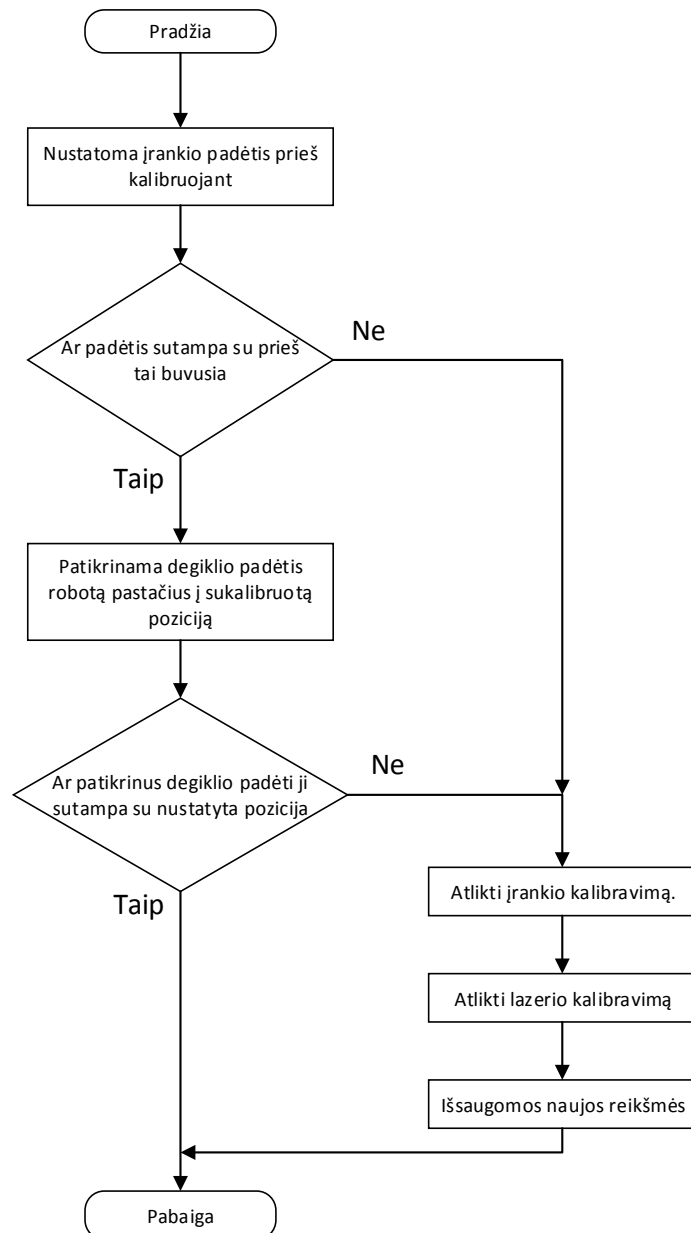 Pradžia
Nustatoma įrankio padėtis prieš
kalibruojant
Ar padėtis sutampa su prieš
tai buvusia
Ne
Taip
Patikrinama degiklio padėtis
robotą pastačius į sukalibruotą
poziciją
Ar patikrinus degiklio padėti ji
sutampa su nustatyta pozicija
Ne
Taip
Atlikti įrankio kalibravimą.
Atlikti lazerio kalibravimą
Išsaugomos naujos reikšmės
Pabaiga